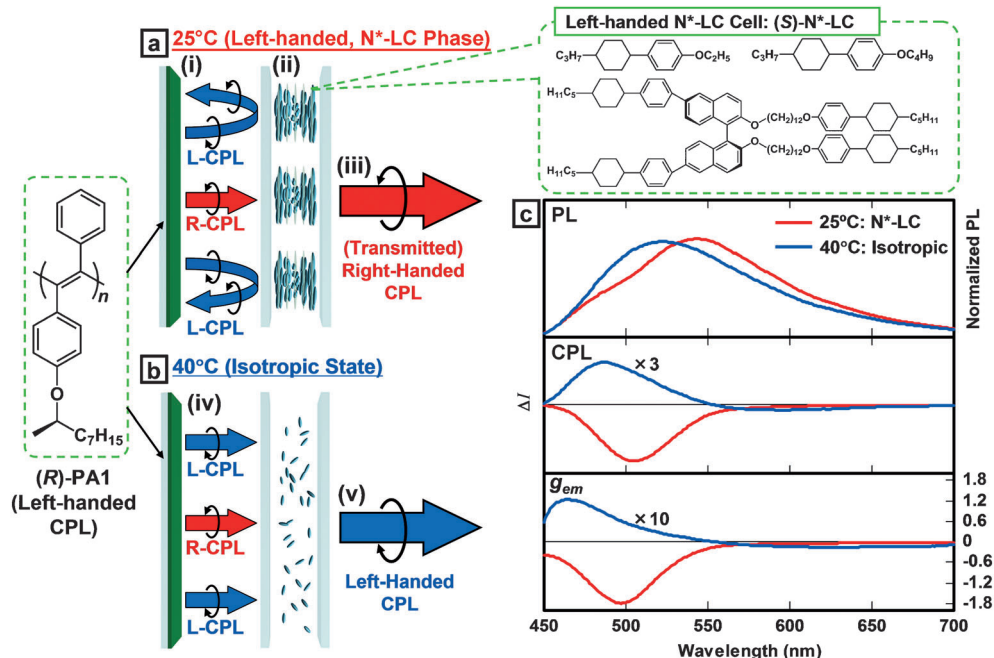 a 25°C (Left-handed, N*-LC Phase)
(i)
(ii)
L-CPL
R-CPL
L-CPL
(iii)
(Transmitted)
Right-Handed
CPL
n
O
C₇H₁₅
(R)-PA1
(Left-handed
CPL)
b 40°C (Isotropic State)
(iv)
L-CPL
R-CPL
L-CPL
(v)
Left-Handed
CPL
Left-handed N*-LC Cell: (S)-N*-LC
C₃H₇ OC₂H₅ C₃H₇ OC₄H₉
H₁₁C₅ O (CH₂)₁₂ O C₅H₁₁
H₁₁C₅ O (CH₂)₁₂ O C₅H₁₁
c
PL
25ºC: N*-LC
40°C: Isotropic
Normalized PL
CPL
×3
ΔI
gem
×10
1.8
1.2
0.6
0
-0.6
-1.2
-1.8
450 500 550 600 650 700
Wavelength (nm)